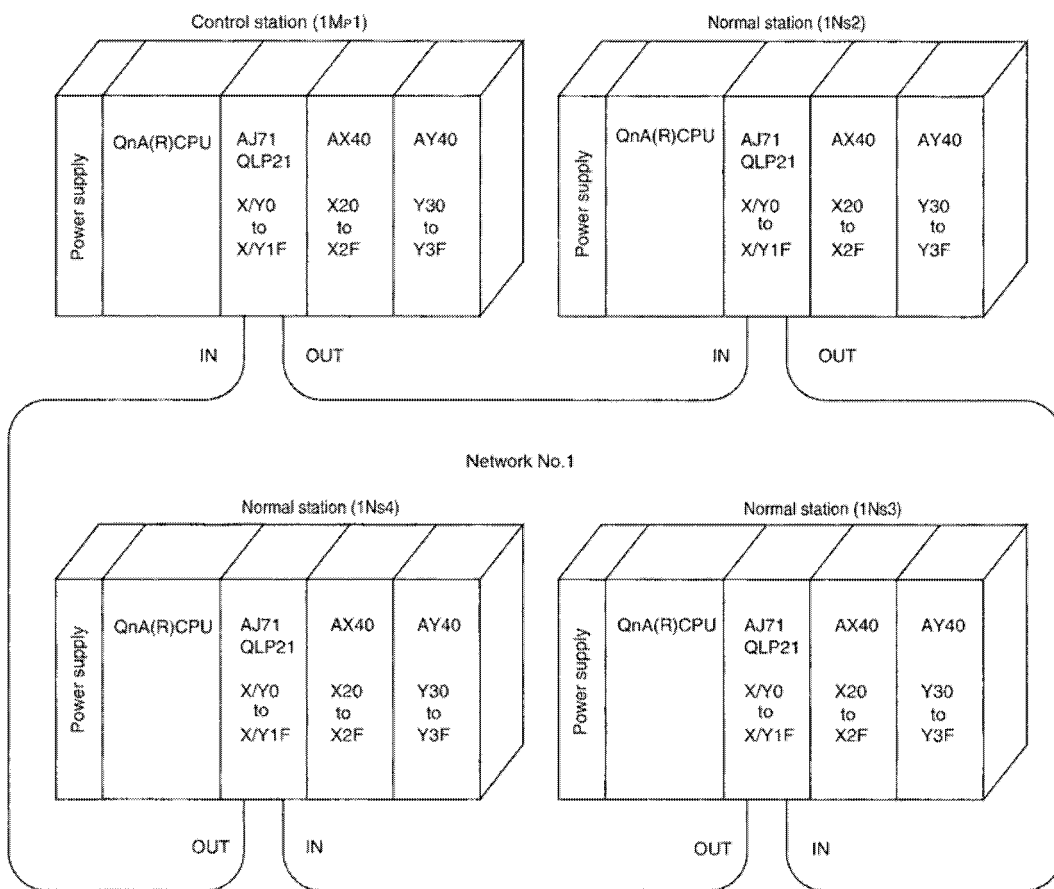 Control station (1MP1)
Normal station (1Ns2)
Power supply
QnA(R)CPU
AJ71
QLP21
X/Y0
to
X/Y1F
AX40
X20
to
X2F
AY40
Y30
to
Y3F
Power supply
QnA(R)CPU
AJ71
QLP21
X/Y0
to
X/Y1F
AX40
X20
to
X2F
AY40
Y30
to
Y3F
IN
OUT
IN
OUT
Network No.1
Normal station (1Ns4)
Normal station (1Ns3)
Power supply
QnA(R)CPU
AJ71
QLP21
X/Y0
to
X/Y1F
AX40
X20
to
X2F
AY40
Y30
to
Y3F
Power supply
QnA(R)CPU
AJ71
QLP21
X/Y0
to
X/Y1F
AX40
X20
to
X2F
AY40
Y30
to
Y3F
OUT
IN
OUT
IN